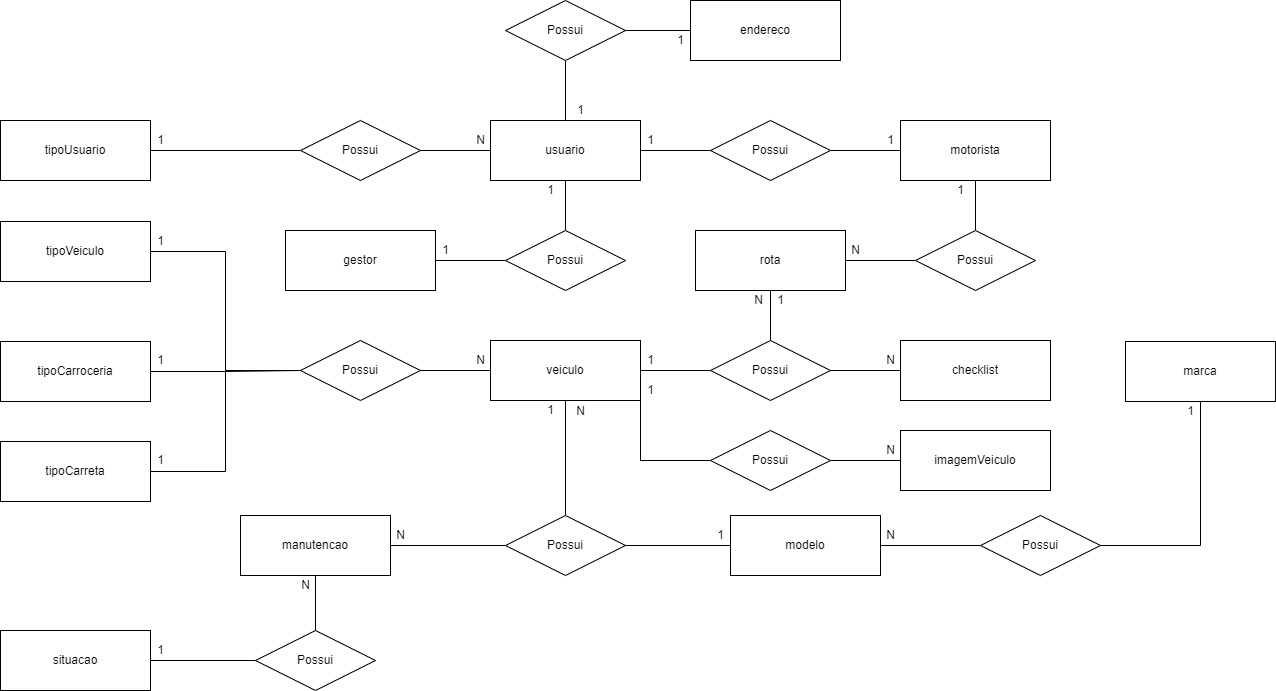 Possui
1
endereco
1
tipoUsuario
1
Possui
N
usuario
1
Possui
1
motorista
1
1
tipoVeiculo
1
gestor
1
Possui
rota
N
Possui
N
1
tipoCarroceria
1
Possui
N
veiculo
1
Possui
N
checklist
marca
1
1
N
1
tipoCarreta
1
Possui
N
imagemVeiculo
manutencao
N
Possui
1
modelo
N
Possui
N
situacao
1
Possui